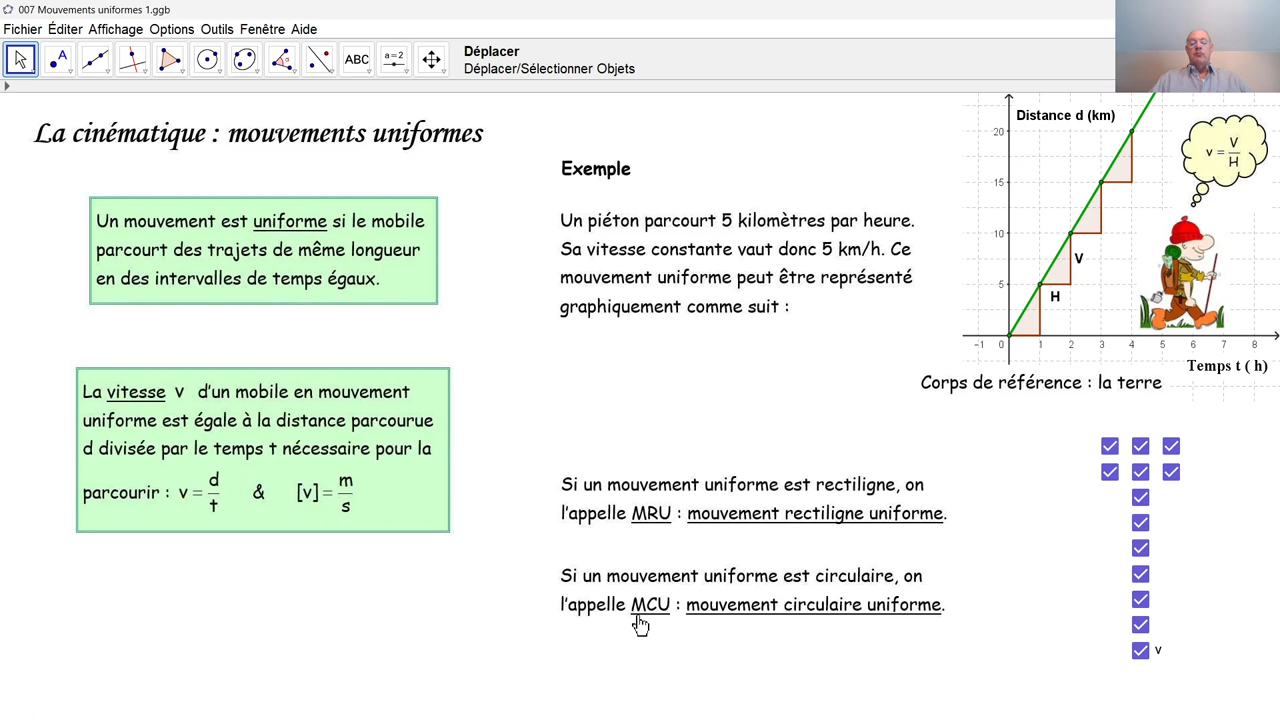 007 Mouvements uniformes 1.ggb
Fichier Éditer Affichage Options Outils Fenêtre Aide
A
ABC
a=2
Déplacer
Déplacer/Sélectionner Objets
La cinématique : mouvements uniformes
Un mouvement est uniforme si le mobile
parcourt des trajets de même longueur
en des intervalles de temps égaux.
La vitesse v d'un mobile en mouvement
uniforme est égale à la distance parcourue
d divisée par le temps t nécessaire pour la
parcourir : v = d/t & [v] = m/s
Exemple
Un piéton parcourt 5 kilomètres par heure.
Sa vitesse constante vaut donc 5 km/h. Ce
mouvement uniforme peut être représenté
graphiquement comme suit :
Distance d (km)
20
15
10
5
V
H
−1 0 1 2 3 4 5 6 7 8
Temps t ( h)
v = V/H
Corps de référence : la terre
Si un mouvement uniforme est rectiligne, on
l'appelle MRU : mouvement rectiligne uniforme.
Si un mouvement uniforme est circulaire, on
l'appelle MCU : mouvement circulaire uniforme.
v